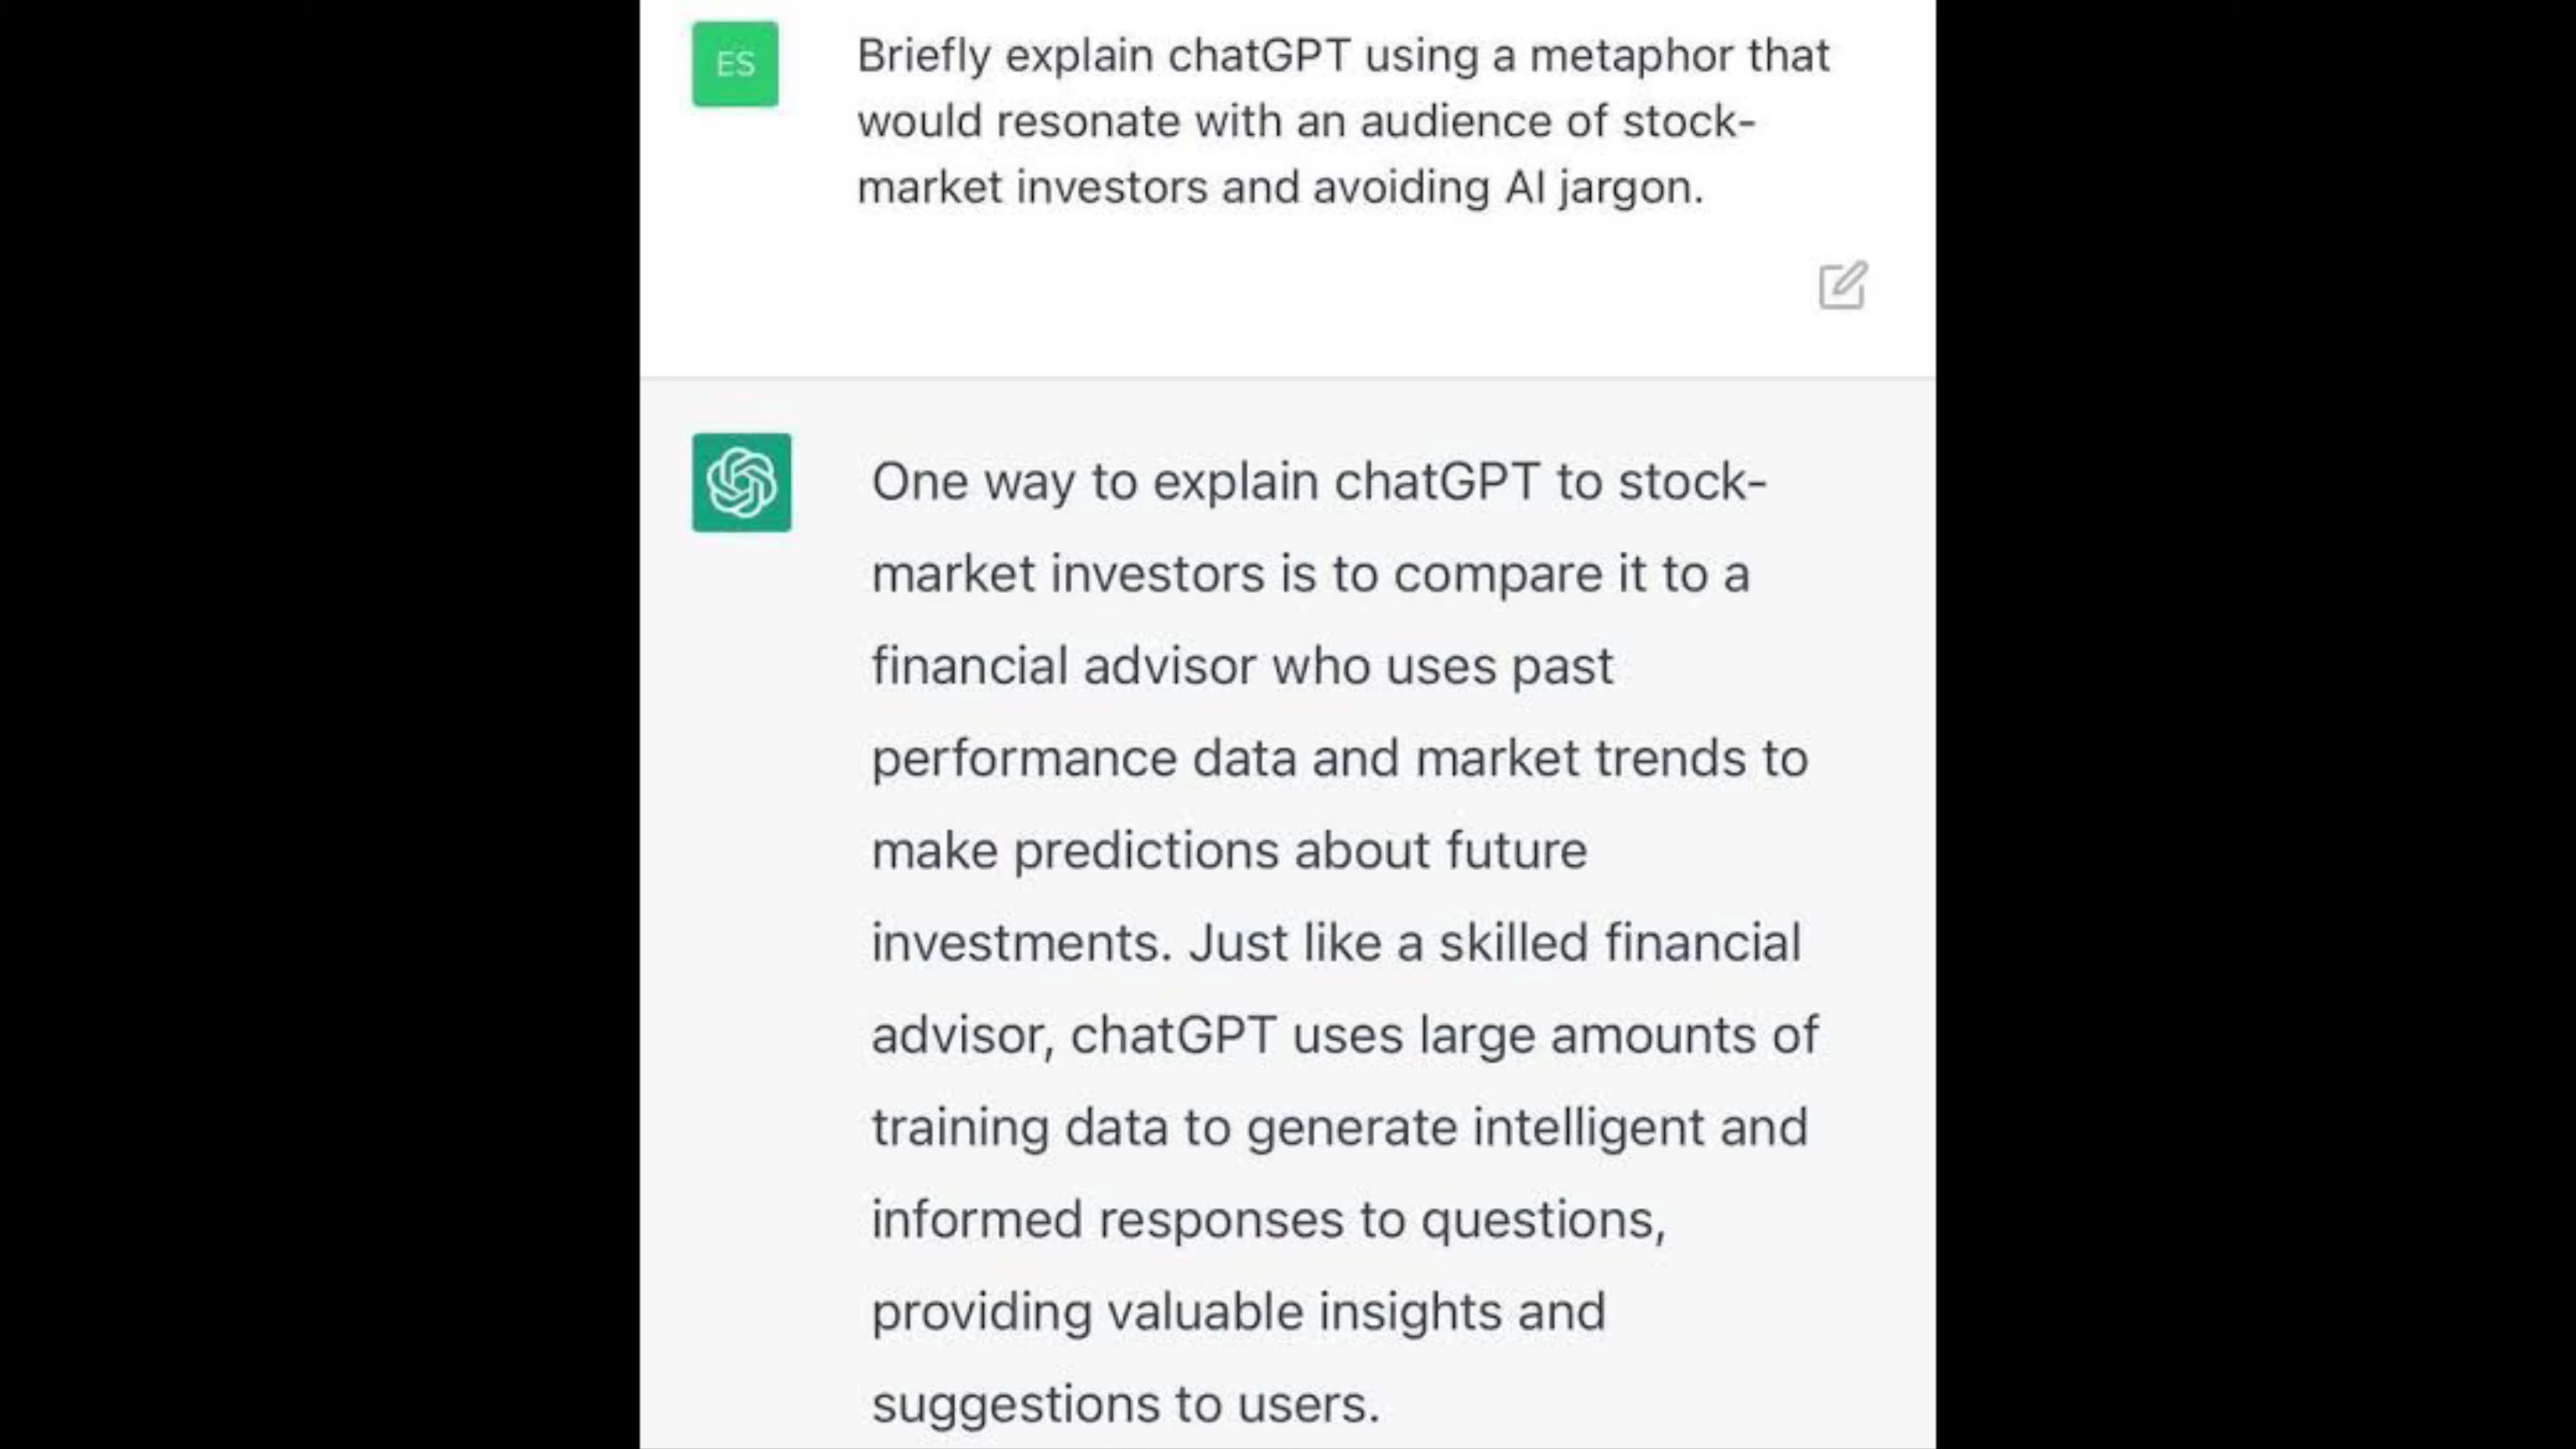 ES
Briefly explain chatGPT using a metaphor that
would resonate with an audience of stock-
market investors and avoiding AI jargon.
One way to explain chatGPT to stock-
market investors is to compare it to a
financial advisor who uses past
performance data and market trends to
make predictions about future
investments. Just like a skilled financial
advisor, chatGPT uses large amounts of
training data to generate intelligent and
informed responses to questions,
providing valuable insights and
suggestions to users.